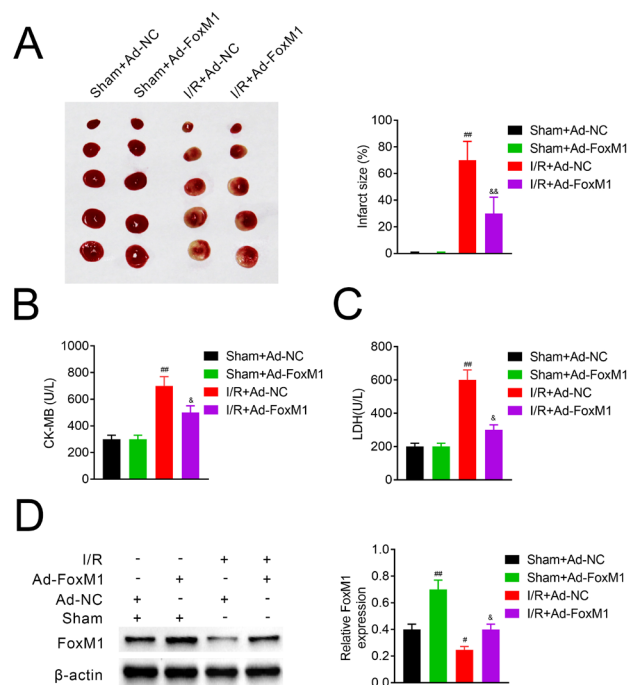 A
Sham+Ad-NC
Sham+Ad-FoxM1
I/R+Ad-NC
I/R+Ad-FoxM1
Infarct size (%)
100
80
60
40
20
0
##
&&
Sham+Ad-NC
Sham+Ad-FoxM1
I/R+Ad-NC
I/R+Ad-FoxM1
B
CK-MB (U/L)
1000
800
600
400
200
0
##
&
Sham+Ad-NC
Sham+Ad-FoxM1
I/R+Ad-NC
I/R+Ad-FoxM1
C
LDH(U/L)
800
600
400
200
0
##
&
Sham+Ad-NC
Sham+Ad-FoxM1
I/R+Ad-NC
I/R+Ad-FoxM1
D
I/R - - + +
Ad-FoxM1 - + - +
Ad-NC + - + -
Sham + + - -
FoxM1
β-actin
Relative FoxM1
expression
1.0
0.8
0.6
0.4
0.2
0.0
##
#
&
Sham+Ad-NC
Sham+Ad-FoxM1
I/R+Ad-NC
I/R+Ad-FoxM1